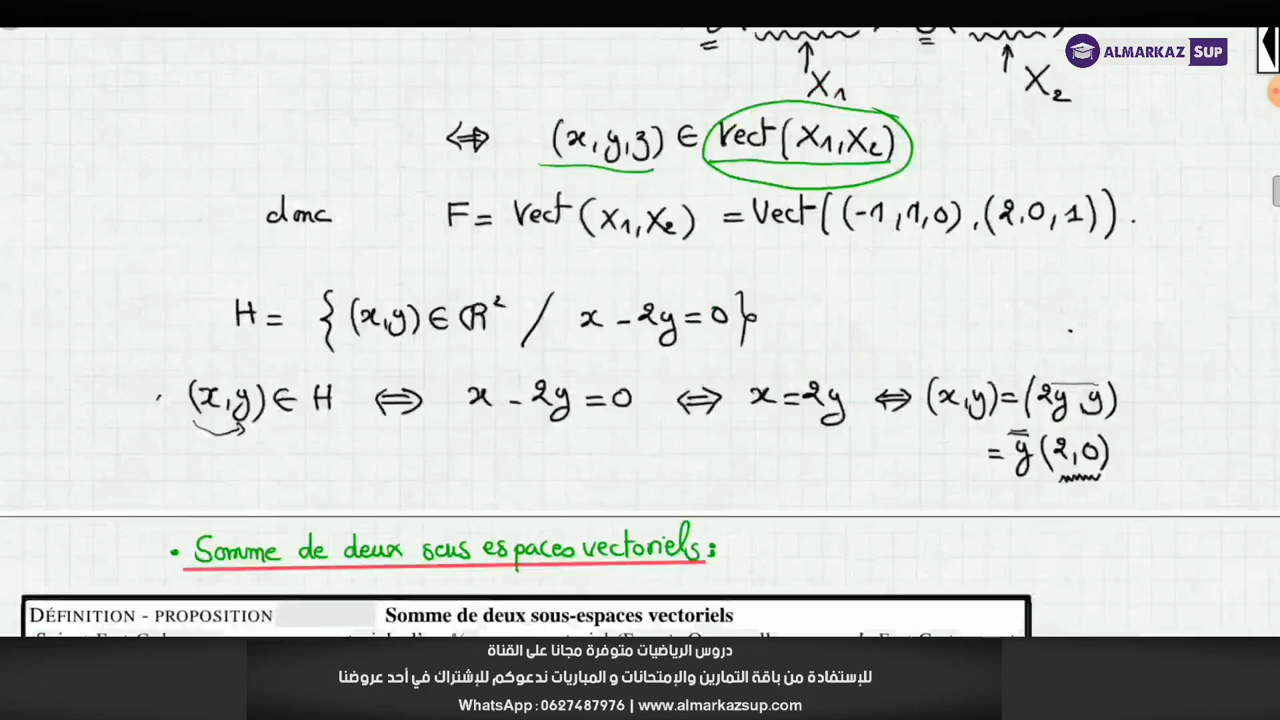 ALMARKAZ SUP
X₁ X₂
⟺ (x,y,z) ∈ Vect(X₁,X₂)
donc F = Vect(X₁,X₂) = Vect((-1,1,0),(2,0,1)).
H = { (x,y) ∈ ℝ² / x - 2y = 0 }
(x,y) ∈ H ⟺ x - 2y = 0 ⟺ x = 2y ⟺ (x,y) = (2y,y)
= y(2,0)
• Somme de deux sous espaces vectoriels :
DÉFINITION - PROPOSITION Somme de deux sous-espaces vectoriels
دروس الرياضيات متوفرة مجانا على القناة
للإستفادة من باقة التمارين والإمتحانات و المباريات ندعوكم للإشتراك في أحد عروضنا
WhatsApp : 0627487976 | www.almarkazsup.com